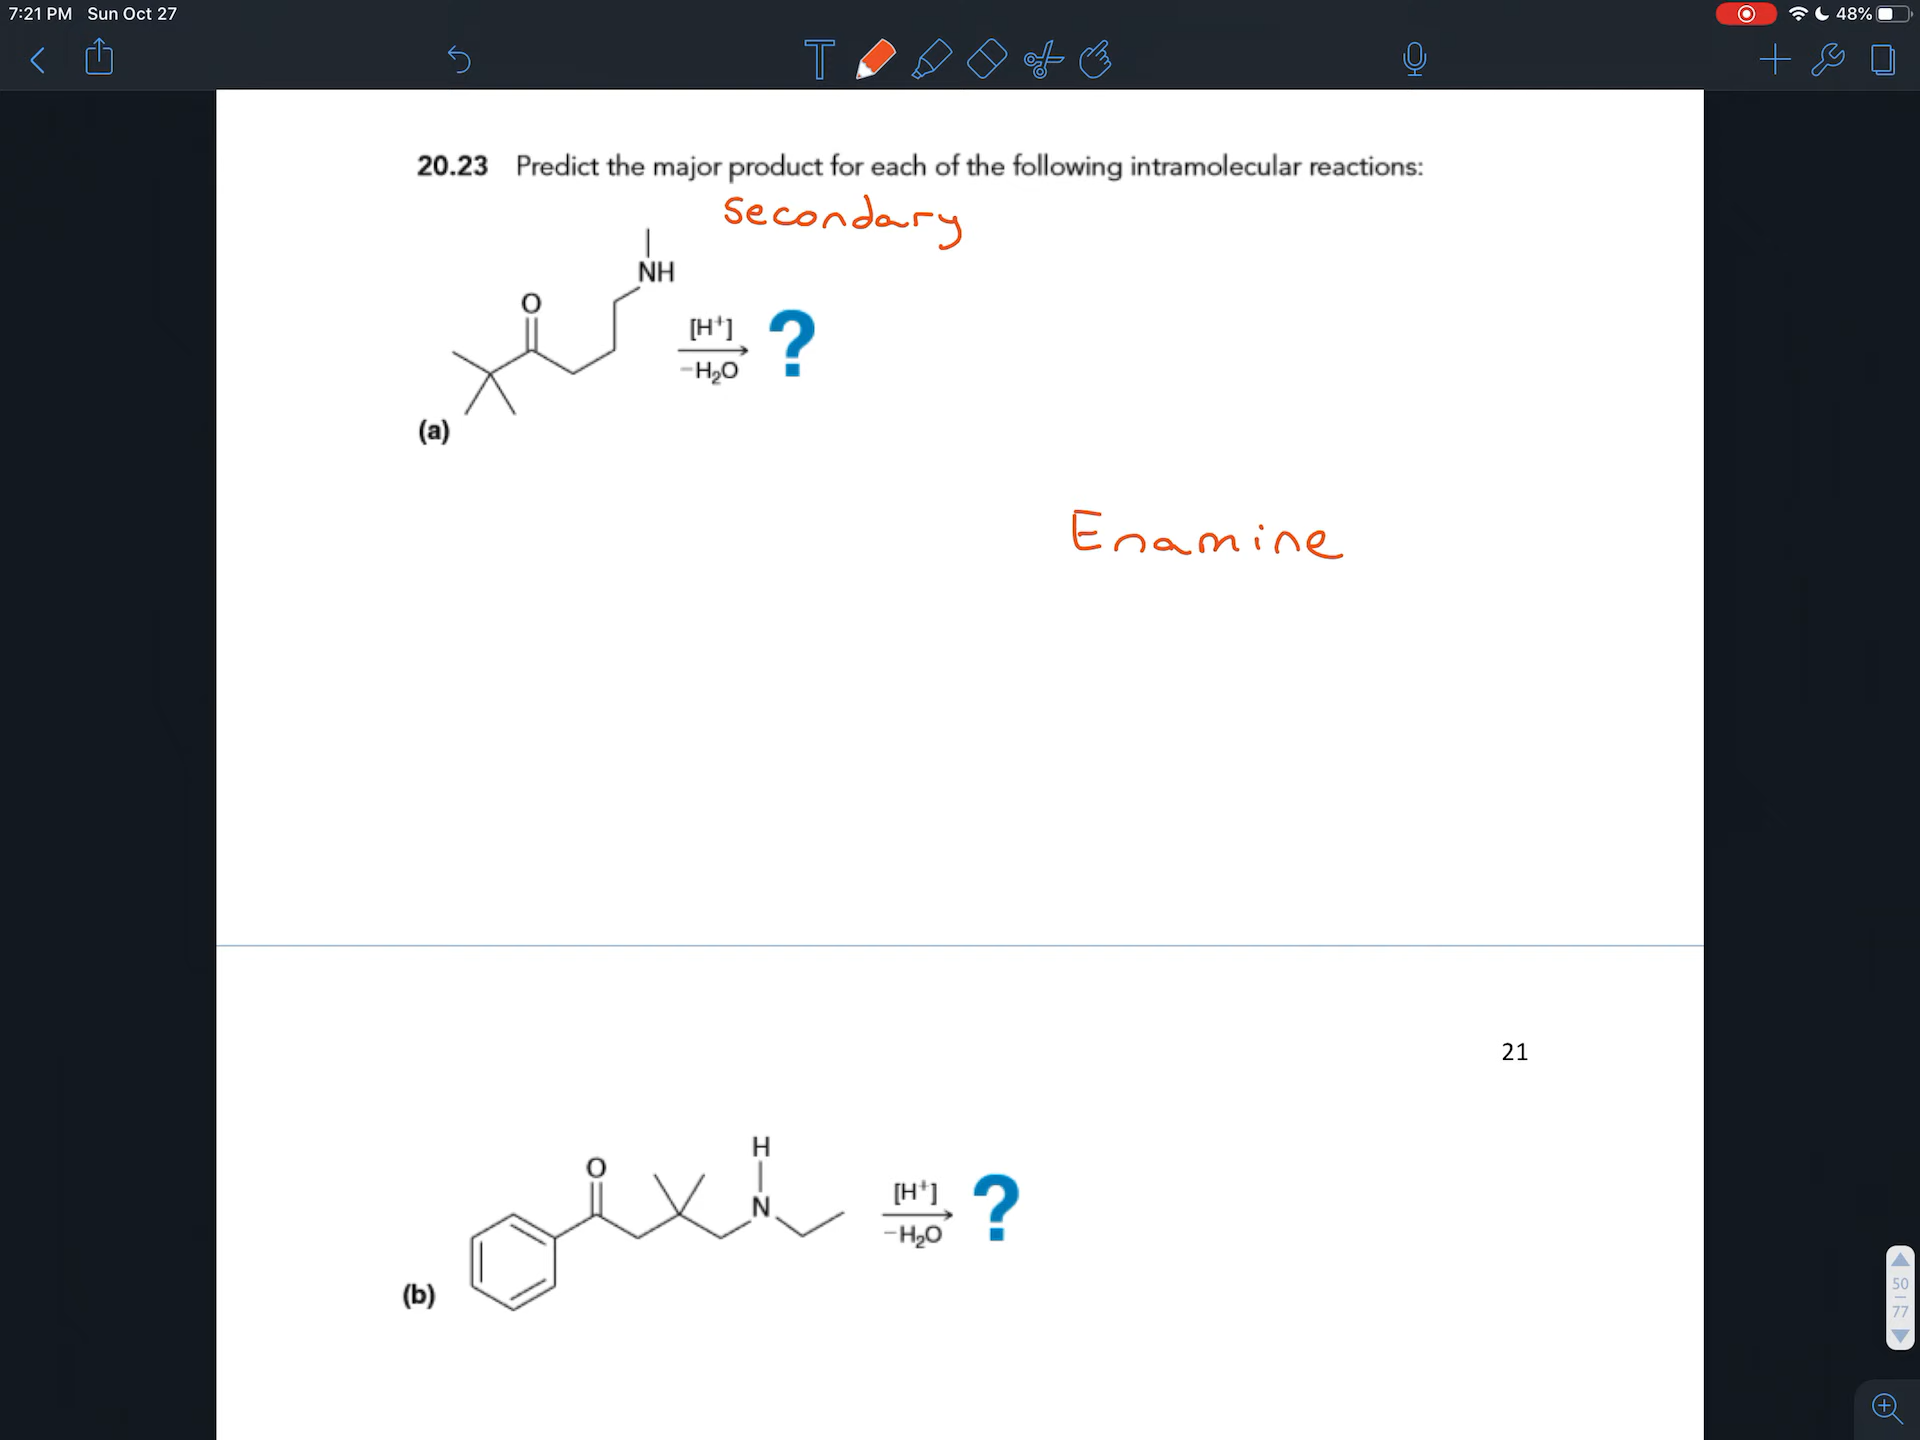 7:21 PM Sun Oct 27
48%
T
20.23 Predict the major product for each of the following intramolecular reactions:
secondary
NH
O
[H⁺]
−H₂O
?
(a)
Enamine
21
H
O
N
[H⁺]
−H₂O
?
(b)
50
77